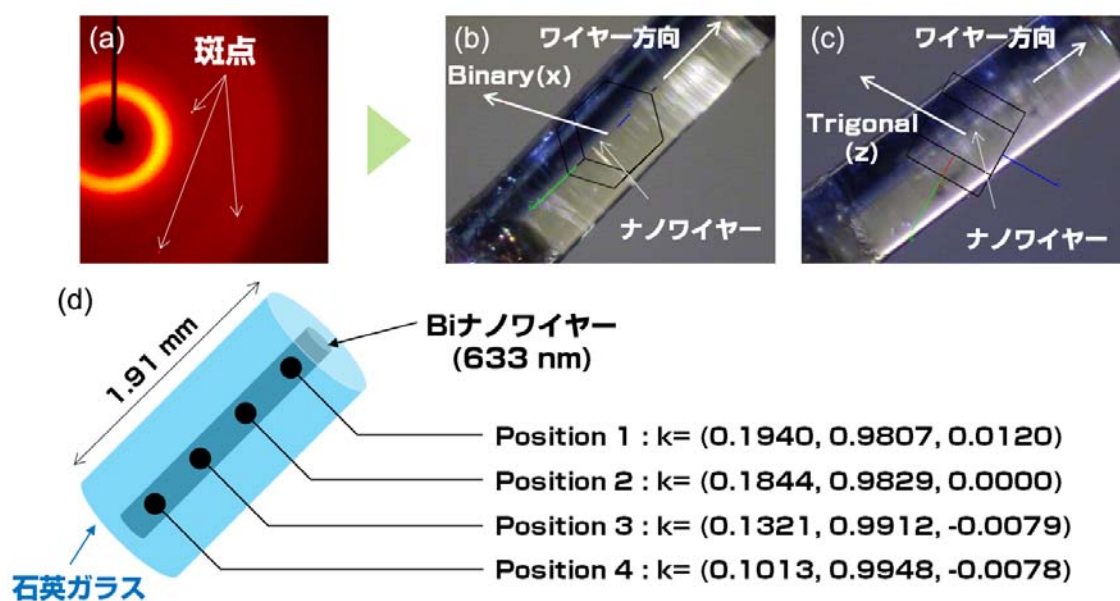 (a)
斑点
(b)
ワイヤー方向
Binary(x)
ナノワイヤー
(c)
ワイヤー方向
Trigonal
(z)
ナノワイヤー
(d)
1.91 mm
Biナノワイヤー
(633 nm)
Position 1 : k= (0.1940, 0.9807, 0.0120)
Position 2 : k= (0.1844, 0.9829, 0.0000)
Position 3 : k= (0.1321, 0.9912, -0.0079)
Position 4 : k= (0.1013, 0.9948, -0.0078)
石英ガラス